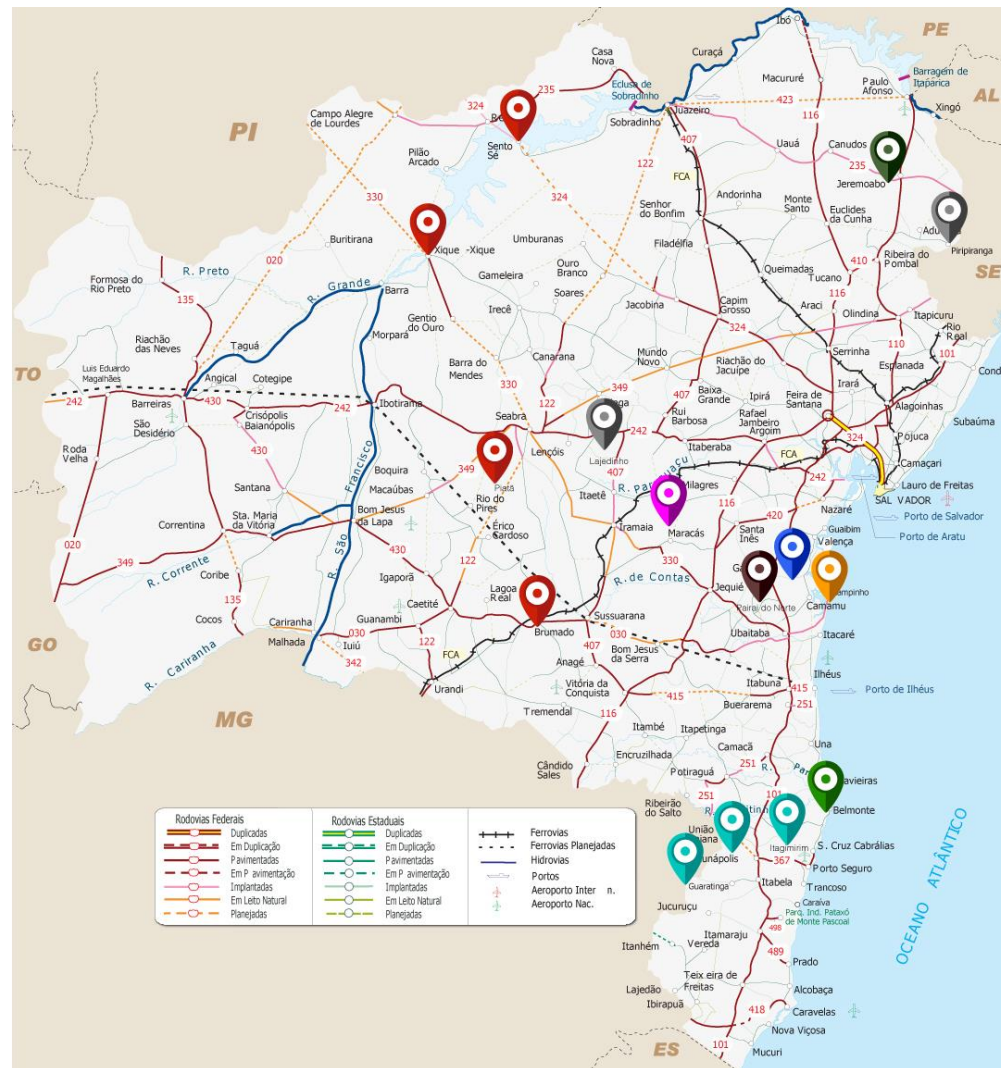 Ibó
PE
Casa
Nova
Curaçá
Macururé
Paulo
Afonso
Barragem de
Itaparica
Eclusa de
Sobradinho
AL
235
324
423
Xingó
Campo Alegre
de Lourdes
Juazeiro
116
PI
Sobradinho
407
Sento
Sé
122
Uauá
Canudos
235
Pilão
Arcado
FCA
Jeremoabo
Andorinha
330
324
Senhor
do Bonfim
Monte
Santo
Euclides
da Cunha
Buritirana
Xique -Xique
Umburanas
Filadélfia
Piripiranga
020
410
Ribeira do
Pombal
R. Preto
Ouro
Branco
Queimadas
Tucano
SE
Formosa do
Rio Preto
Gameleira
R. Grande
Barra
Soares
116
135
Irecê
Jacobina
Capim
Grosso
Araci
Olindina
Itapicuru
Gentio
do Ouro
Rio
Real
Morpará
324
Riachão
das Neves
Taguá
Canarana
Mundo
Novo
Serrinha
110
101
Barra do
Mendes
Riachão do
Jacuípe
Esplanada
TO
Luis Eduardo
Magalhães
Angical
Cotegipe
330
349
Baixa
Grande
Irará
Cond
242
Barreiras
430
242
Ibotirama
407
Ipirá
Feira de
Santana
Alagoinhas
Crisópolis
Baianópolis
Seabra
122
Rui
Barbosa
Rafael
Jambeiro
São
Desidério
242
Argoim
324
Subaúma
Roda
Velha
Lençóis
Lajedinho
Itaberaba
Pojuca
430
Boquira
349
407
FCA
Camaçari
Macaúbas
Piatã
242
Lauro de Freitas
Santana
R. São Francisco
Rio do
Pires
Itaetê
Milagres
SAL VADOR
Bom Jesus
da Lapa
116
420
Nazaré
Porto de Salvador
Sta. Maria
da Vitória
Correntina
Érico
Cardoso
Iramaia
Maracás
Santa
Inês
Guaibim
Valença
Porto de Aratu
020
430
349
R. Corrente
122
330
Coribe
Igaporã
R. de Contas
Jequié
135
Lagoa
Real
Camamu
Caetité
Cocos
Cariranha
030
Guanambi
Sussuarana
Brumado
030
Ubaitaba
Itacaré
GO
Malhada
Iuiú
122
Bom Jesus
da Serra
342
FCA
407
R. Cariranha
Anagé
Ilhéus
Urandi
Vitória da
Conquista
Itabuna
415
415
Porto de Ilhéus
MG
Buerarema
251
Tremendal
116
Itambé
Itapetinga
Una
Camacã
Encruzilhada
251
Cândido
Sales
Potiraguá
101
251
Ribeirão
do Salto
Belmonte
Itagimirim
S. Cruz Cabrálias
367
Porto Seguro
Guaratinga
Itabela
Trancoso
Jucuruçu
Caraíva
Parq. Ind. Pataxó
de Monte Pascoal
498
Itamaraju
Itanhém
Vereda
489
Prado
Teix eira de
Freitas
Lajedão
Ibirapuã
Alcobaça
418
Caravelas
Nova Viçosa
101
ES
Mucuri
OCEANO ATLÂNTICO
Rodovias Federais
Duplicadas
Em Duplicação
Pavimentadas
Em P avimentação
Implantadas
Em Leito Natural
Planejadas
Rodovias Estaduais
Duplicadas
Em Duplicação
Pavimentadas
Em P avimentação
Implantadas
Em Leito Natural
Planejadas
Ferrovias
Ferrovias Planejadas
Hidrovias
Portos
Aeroporto Inter n.
Aeroporto Nac.